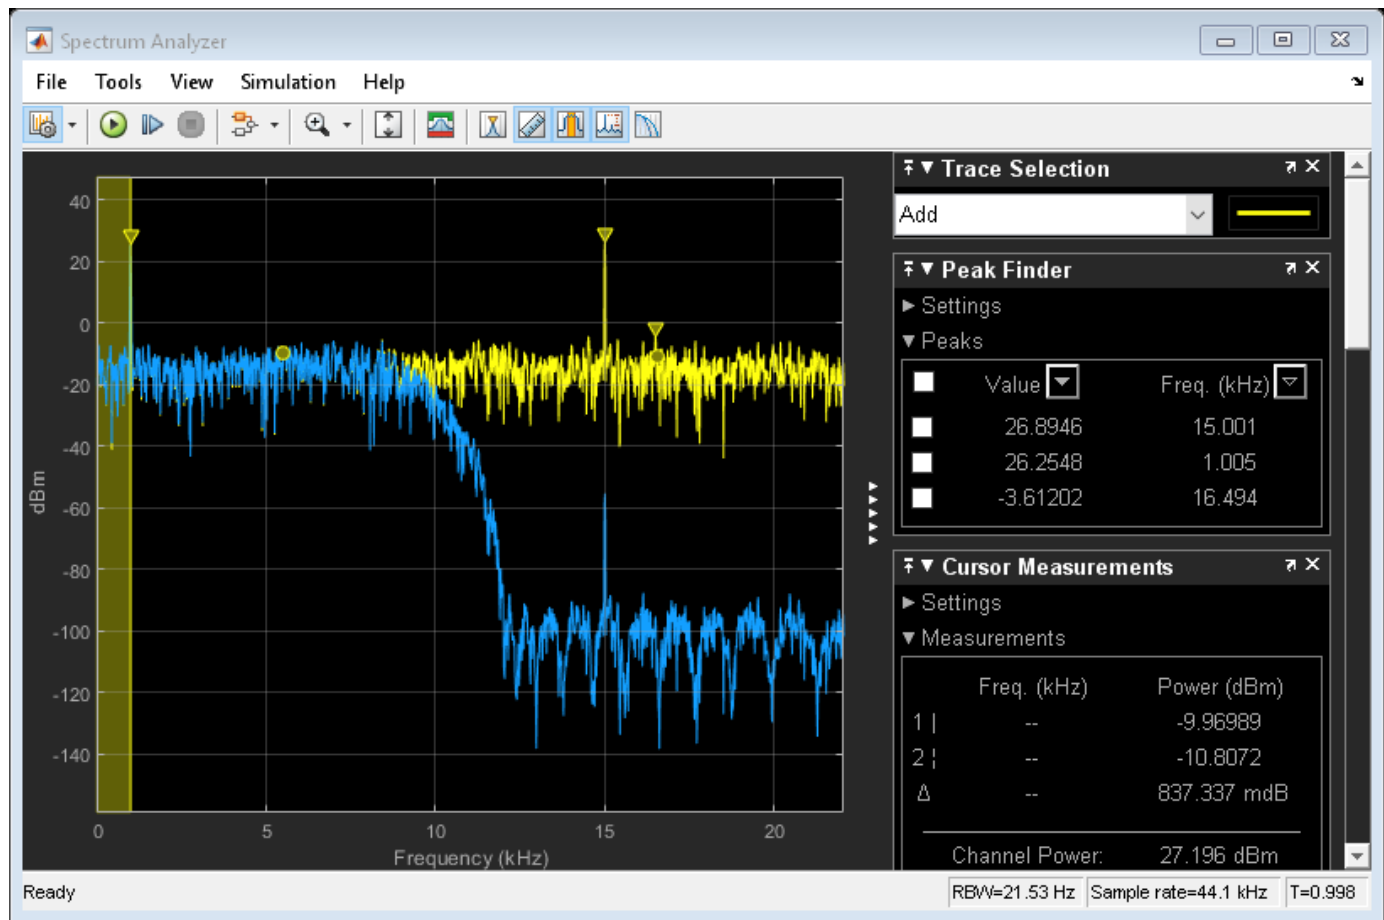 Spectrum Analyzer
File Tools View Simulation Help
Trace Selection
Add
Peak Finder
Settings
Peaks
Value Freq. (kHz)
26.8946 15.001
26.2548 1.005
-3.61202 16.494
Cursor Measurements
Settings
Measurements
Freq. (kHz) Power (dBm)
1 | -- -9.96989
2 ¦ -- -10.8072
Δ -- 837.337 mdB
Channel Power: 27.196 dBm
40
20
0
-20
-40
-60
-80
-100
-120
-140
dBm
0 5 10 15 20
Frequency (kHz)
Ready RBW=21.53 Hz Sample rate=44.1 kHz T=0.998